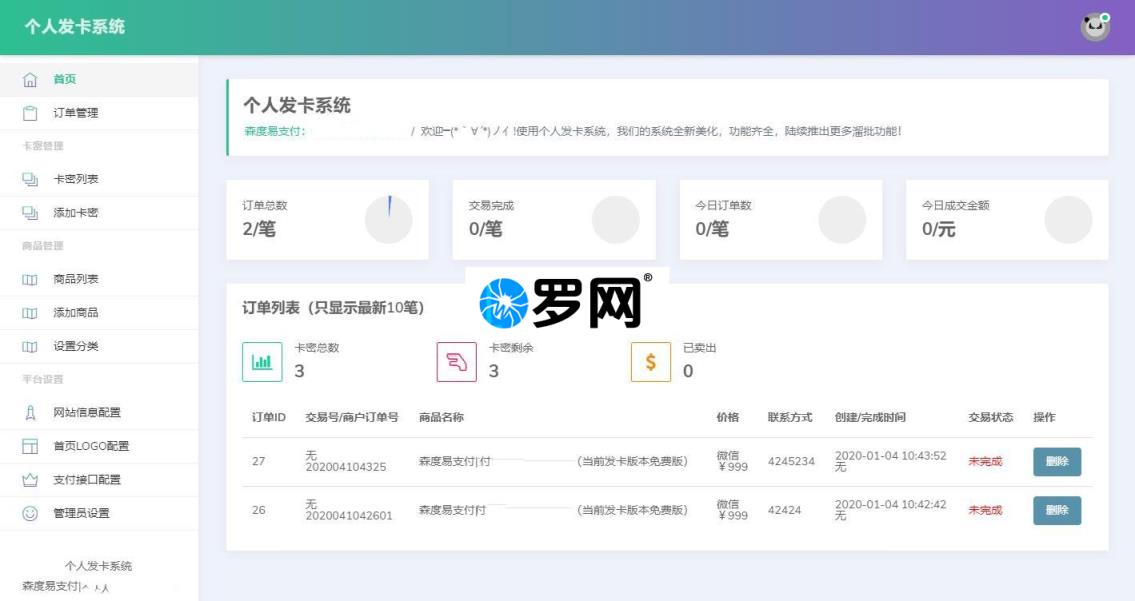 个人发卡系统
首页
订单管理
卡密管理
卡密列表
添加卡密
商品管理
商品列表
添加商品
设置分类
平台设置
网站信息配置
首页LOGO配置
支付接口配置
管理员设置
个人发卡系统
森度易支付|
个人发卡系统
森度易支付: / 欢迎━(*｀∀´*)ノ亻!使用个人发卡系统，我们的系统全新美化，功能齐全，陆续推出更多溜批功能！
订单总数
2/笔
交易完成
0/笔
今日订单数
0/笔
今日成交金额
0/元
罗网®
订单列表（只显示最新10笔）
卡密总数
3
卡密剩余
3
已卖出
0
订单ID 交易号/商户订单号 商品名称 价格 联系方式 创建/完成时间 交易状态 操作
27 无 202004104325 森度易支付|付 (当前发卡版本免费版) 微信 ￥999 4245234 2020-01-04 10:43:52 无 未完成 删除
26 无 2020041042601 森度易支付 (当前发卡版本免费版) 微信 ￥999 42424 2020-01-04 10:42:42 无 未完成 删除